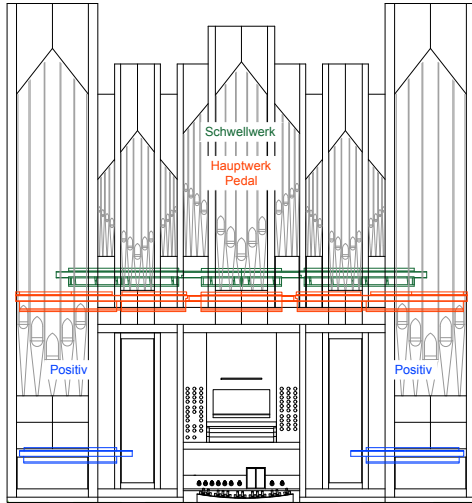 Schwellwerk
Hauptwerk
Pedal
Positiv
Positiv